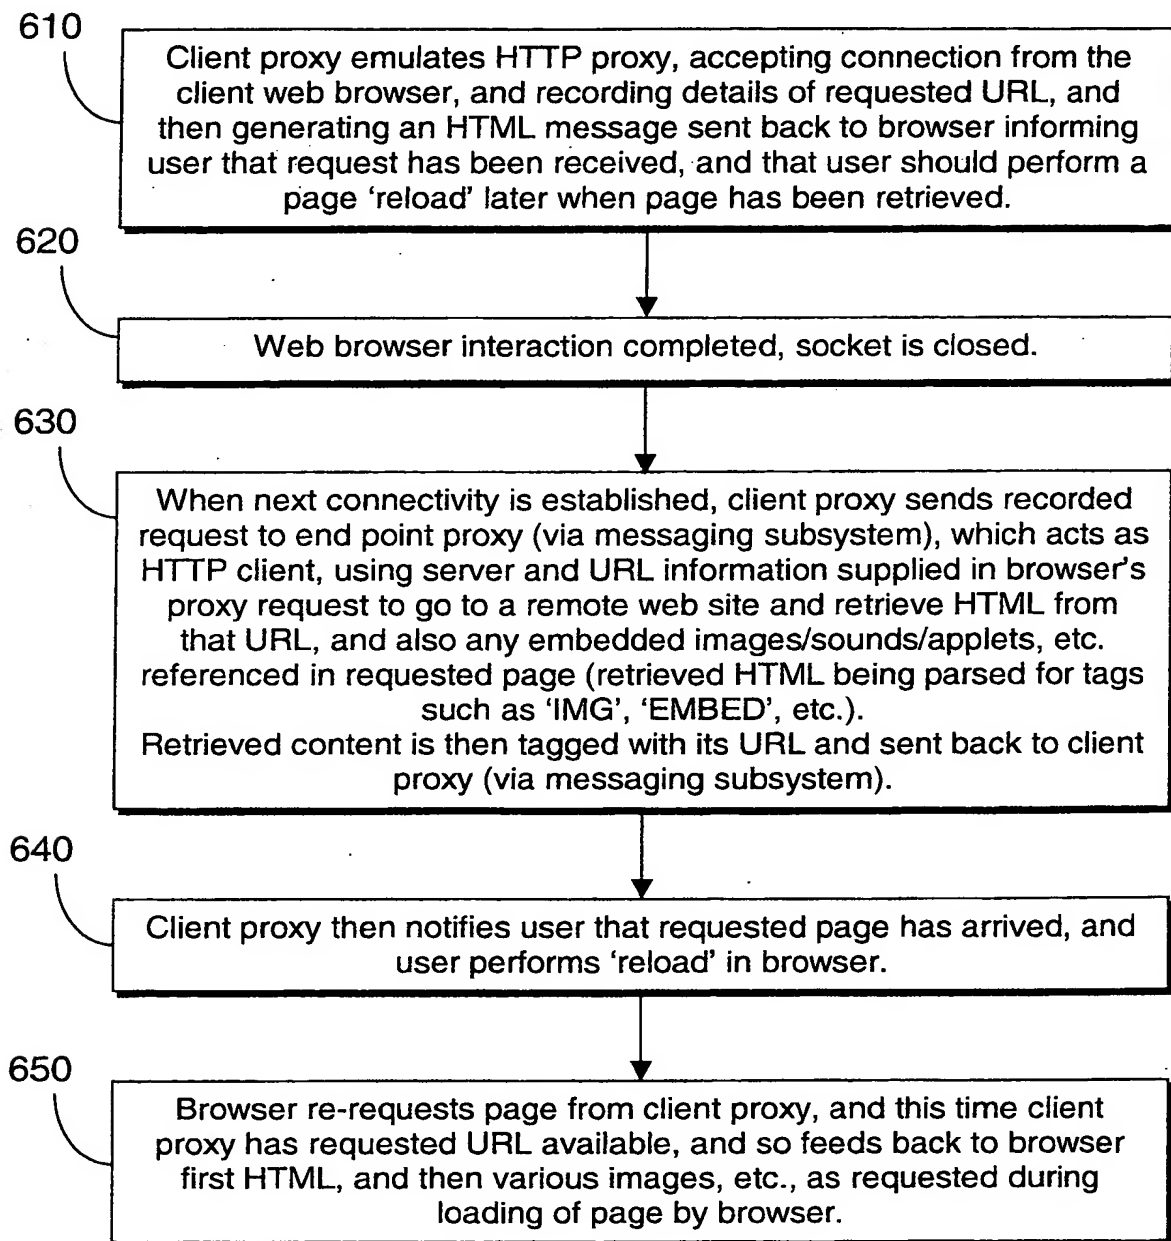 610
Client proxy emulates HTTP proxy, accepting connection from the
client web browser, and recording details of requested URL, and
then generating an HTML message sent back to browser informing
user that request has been received, and that user should perform a
page ‘reload’ later when page has been retrieved.
620
Web browser interaction completed, socket is closed.
630
When next connectivity is established, client proxy sends recorded
request to end point proxy (via messaging subsystem), which acts as
HTTP client, using server and URL information supplied in browser's
proxy request to go to a remote web site and retrieve HTML from
that URL, and also any embedded images/sounds/applets, etc.
referenced in requested page (retrieved HTML being parsed for tags
such as ‘IMG’, ‘EMBED’, etc.).
Retrieved content is then tagged with its URL and sent back to client
proxy (via messaging subsystem).
640
Client proxy then notifies user that requested page has arrived, and
user performs ‘reload’ in browser.
650
Browser re-requests page from client proxy, and this time client
proxy has requested URL available, and so feeds back to browser
first HTML, and then various images, etc., as requested during
loading of page by browser.